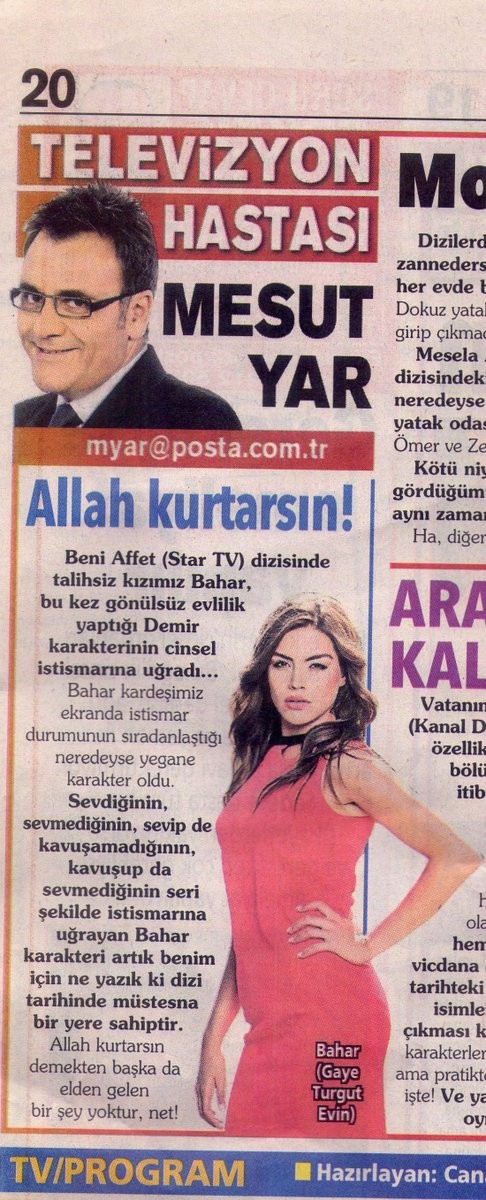 20
TELEVİZYON
HASTASI
MESUT
YAR
myar@posta.com.tr
Allah kurtarsın!
Beni Affet (Star TV) dizisinde
talihsiz kızımız Bahar,
bu kez gönülsüz evlilik
yaptığı Demir
karakterinin cinsel
istismarına uğradı...
Bahar kardeşimiz
ekranda istismar
durumunun sıradanlaştığı
neredeyse yegane
karakter oldu.
Sevdiğinin,
sevmediğinin, sevip de
kavuşamadığının,
kavuşup da
sevmediğinin seri
şekilde istismarına
uğrayan Bahar
karakteri artık benim
için ne yazık ki dizi
tarihinde müstesna
bir yere sahiptir.
Allah kurtarsın
demekten başka da
elden gelen
bir şey yoktur, net!
Bahar
(Gaye
Turgut
Evin)
Mo
Dizilerd
zanneders
her evde b
Dokuz yatal
girip çıkmad
Mesela
dizisindeki
neredeyse
yatak odas
Ömer ve Ze
Kötü niy
gördüğüm
aynı zamar
Ha, diğer
ARA
KAL
Vatanım
(Kanal D
özellik
bölü
itib
H
ola
hem
vicdana
tarihteki
isimle
çıkması k
karakterler
ama pratikte
işte! Ve ya
oy
TV/PROGRAM
Hazırlayan: Cana